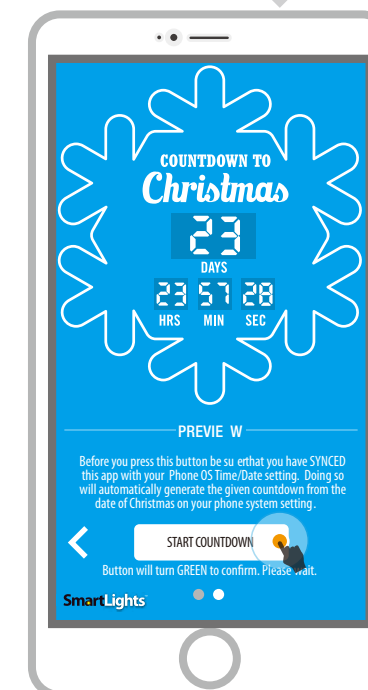 COUNTDOWN TO
Christmas
23
DAYS
23 57 28
HRS MIN SEC
PREVIE W
Before you press this button be su erthat you have SYNCED
this app with your Phone OS Time/Date setting. Doing so
will automatically generate the given countdown from the
date of Christmas on your phone system setting.
START COUNTDOWN
Button will turn GREEN to confirm. Please wait.
SmartLights